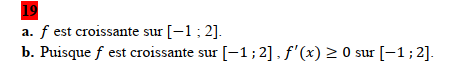 19
a. f est croissante sur [−1 ; 2].
b. Puisque f est croissante sur [−1 ; 2] , f′(x) ≥ 0 sur [−1 ; 2].